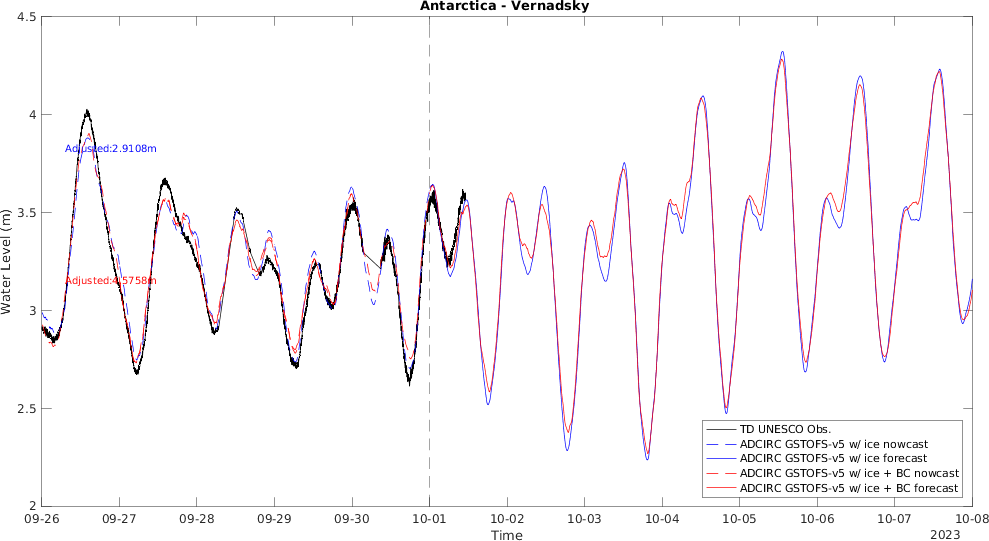 Antarctica - Vernadsky
4.5
4
3.5
3
2.5
2
Water Level (m)
Adjusted:2.9108m
Adjusted:4.5758m
TD UNESCO Obs.
ADCIRC GSTOFS-v5 w/ ice nowcast
ADCIRC GSTOFS-v5 w/ ice forecast
ADCIRC GSTOFS-v5 w/ ice + BC nowcast
ADCIRC GSTOFS-v5 w/ ice + BC forecast
09-26 09-27 09-28 09-29 09-30 10-01 10-02 10-03 10-04 10-05 10-06 10-07 10-08
Time
2023